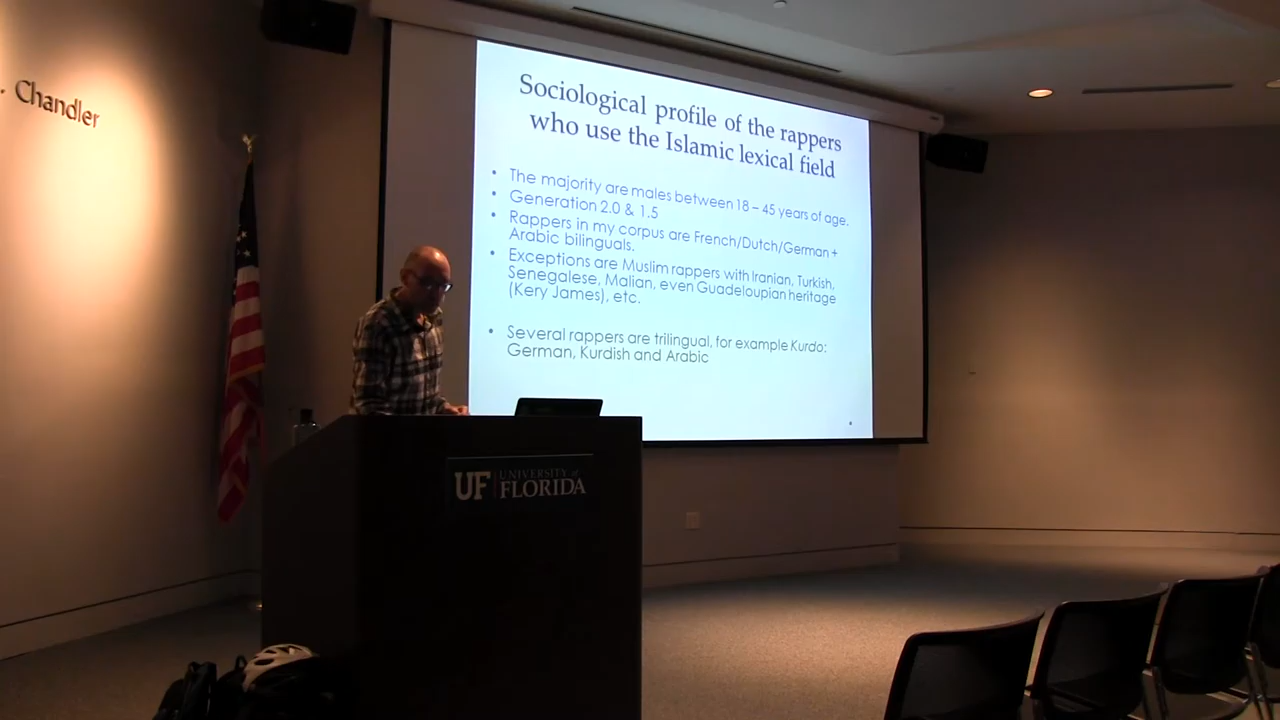 . Chandler
Sociological profile of the rappers
who use the Islamic lexical field
• The majority are males between 18 – 45 years of age.
• Generation 2.0 & 1.5
• Rappers in my corpus are French/Dutch/German +
Arabic bilinguals.
• Exceptions are Muslim rappers with Iranian, Turkish,
Senegalese, Malian, even Guadeloupian heritage
(Kery James), etc.
• Several rappers are trilingual, for example Kurdo:
German, Kurdish and Arabic
UF UNIVERSITY of
FLORIDA